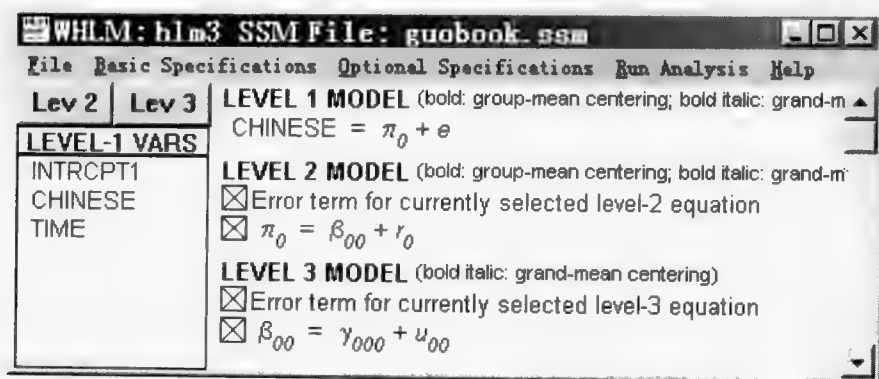 WHLM: hlm3 SSM File: guobook.ssm
File Basic Specifications Optional Specifications Run Analysis Help
Lev 2 Lev 3
LEVEL-1 VARS
INTRCPT1
CHINESE
TIME
LEVEL 1 MODEL (bold: group-mean centering; bold italic: grand-m
CHINESE = π0 + e
LEVEL 2 MODEL (bold: group-mean centering; bold italic: grand-m
Error term for currently selected level-2 equation
π0 = β00 + r0
LEVEL 3 MODEL (bold italic: grand-mean centering)
Error term for currently selected level-3 equation
β00 = γ000 + u00